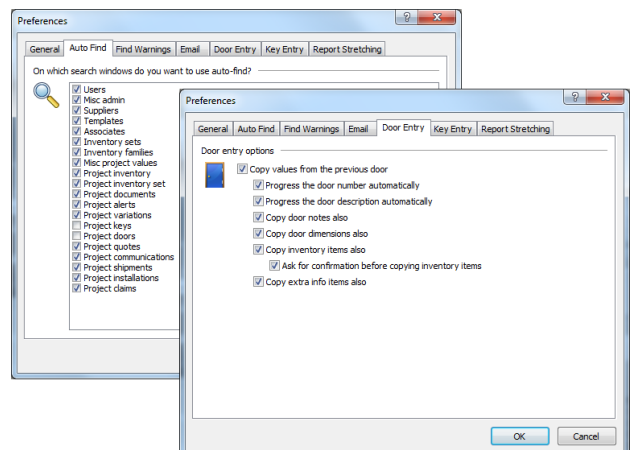 Preferences
General Auto Find Find Warnings Email Door Entry Key Entry Report Stretching
On which search windows do you want to use auto-find?
Users
Misc admin
Suppliers
Templates
Associates
Inventory sets
Inventory families
Misc project values
Project inventory
Project inventory set
Project documents
Project alerts
Project variations
Project keys
Project doors
Project quotes
Project communications
Project shipments
Project installations
Project claims
Preferences
General Auto Find Find Warnings Email Door Entry Key Entry Report Stretching
Door entry options
Copy values from the previous door
Progress the door number automatically
Progress the door description automatically
Copy door notes also
Copy door dimensions also
Copy inventory items also
Ask for confirmation before copying inventory items
Copy extra info items also
OK Cancel